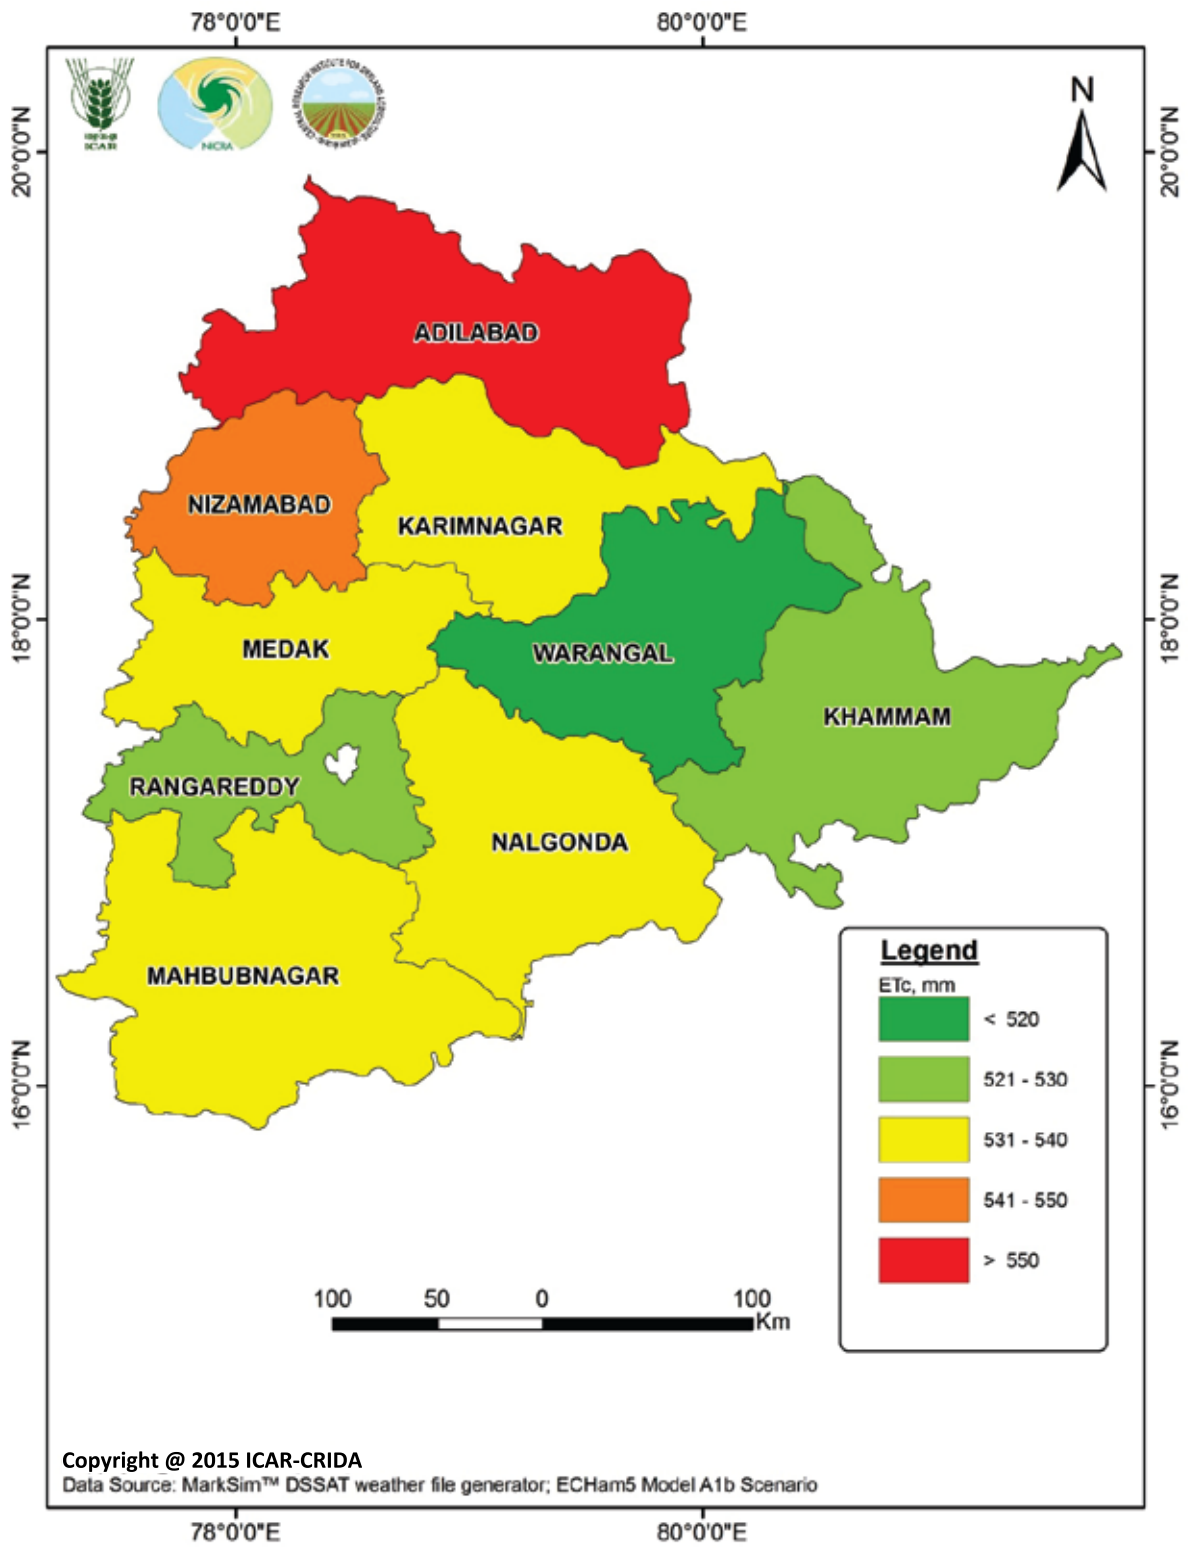 78°0'0"E 80°0'0"E
N
ICAR
NICRA
20°0'0"N 20°0'0"N
ADILABAD
NIZAMABAD
KARIMNAGAR
18°0'0"N 18°0'0"N
MEDAK
WARANGAL
KHAMMAM
RANGAREDDY
NALGONDA
MAHBUBNAGAR
16°0'0"N 16°0'0"N
Legend
ETc, mm
< 520
521 - 530
531 - 540
541 - 550
> 550
100 50 0 100
Km
Copyright @ 2015 ICAR-CRIDA
Data Source: MarkSim™ DSSAT weather file generator; ECHam5 Model A1b Scenario
78°0'0"E 80°0'0"E